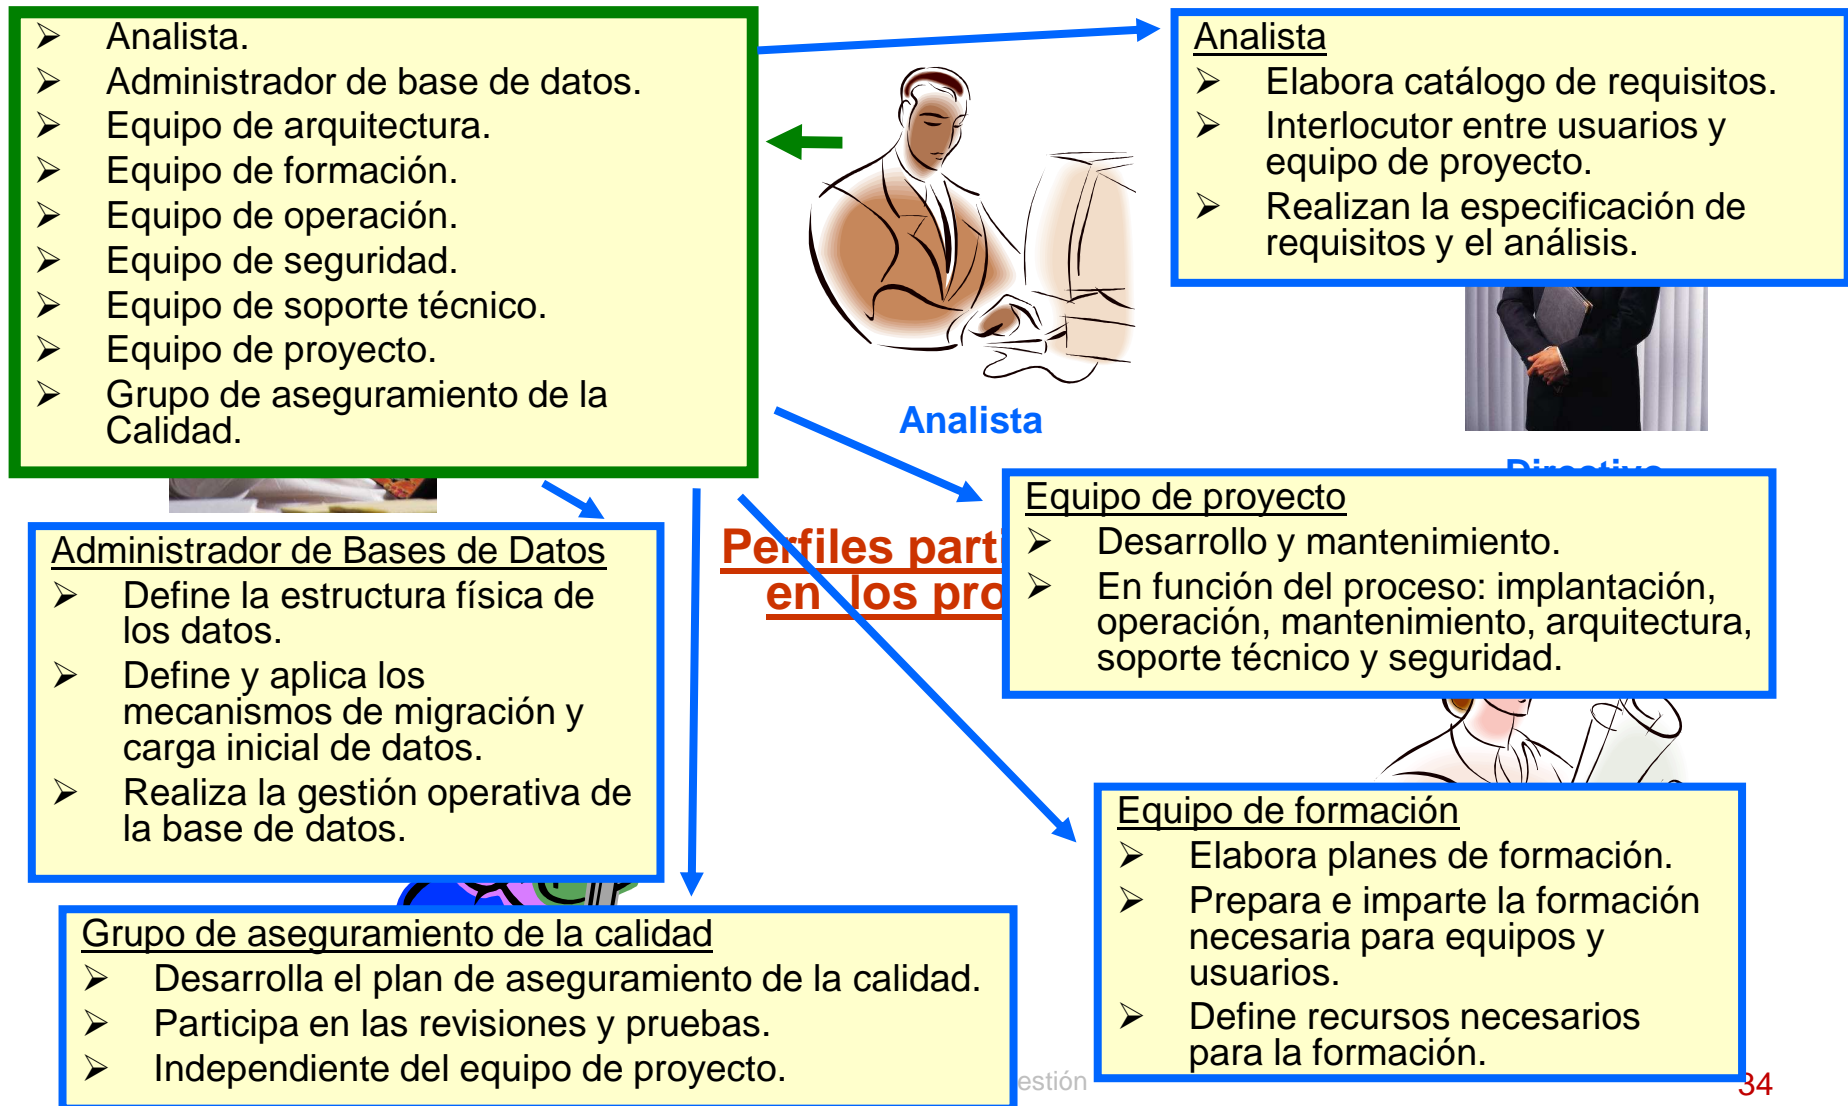 Analista.
Administrador de base de datos.
Equipo de arquitectura.
Equipo de formación.
Equipo de operación.
Equipo de seguridad.
Equipo de soporte técnico.
Equipo de proyecto.
Grupo de aseguramiento de la
Calidad.
Analista
Elabora catálogo de requisitos.
Interlocutor entre usuarios y
equipo de proyecto.
Realizan la especificación de
requisitos y el análisis.
Analista
Equipo de proyecto
Desarrollo y mantenimiento.
En función del proceso: implantación,
operación, mantenimiento, arquitectura,
soporte técnico y seguridad.
Perfiles
en los
Administrador de Bases de Datos
Define la estructura física de
los datos.
Define y aplica los
mecanismos de migración y
carga inicial de datos.
Realiza la gestión operativa de
la base de datos.
Equipo de formación
Elabora planes de formación.
Prepara e imparte la formación
necesaria para equipos y
usuarios.
Define recursos necesarios
para la formación.
Grupo de aseguramiento de la calidad
Desarrolla el plan de aseguramiento de la calidad.
Participa en las revisiones y pruebas.
Independiente del equipo de proyecto.
34